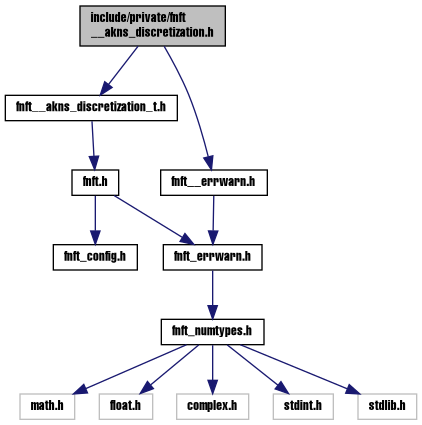 include/private/fnft
__akns_discretization.h
fnft__akns_discretization_t.h
fnft.h
fnft__errwarn.h
fnft_config.h
fnft_errwarn.h
fnft_numtypes.h
math.h
float.h
complex.h
stdint.h
stdlib.h